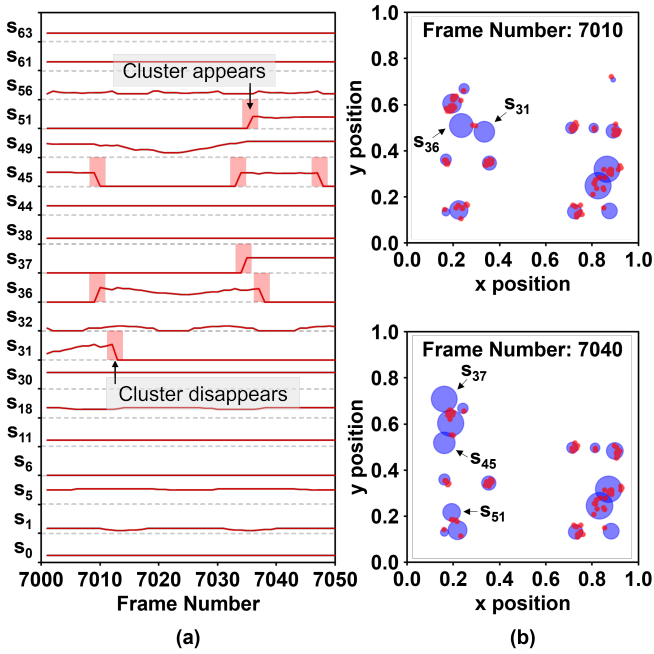 S63
S61
S56
S51
S49
S45
S44
S38
S37
S36
S32
S31
S30
S18
S11
S6
S5
S1
S0
Cluster appears
Cluster disappears
7000 7010 7020 7030 7040 7050
Frame Number
(a)
Frame Number: 7010
y position
1.0
0.8
0.6
0.4
0.2
0.0
S31
S36
0.0 0.2 0.4 0.6 0.8 1.0
x position
Frame Number: 7040
y position
1.0
0.8
0.6
0.4
0.2
0.0
S37
S45
S51
0.0 0.2 0.4 0.6 0.8 1.0
x position
(b)